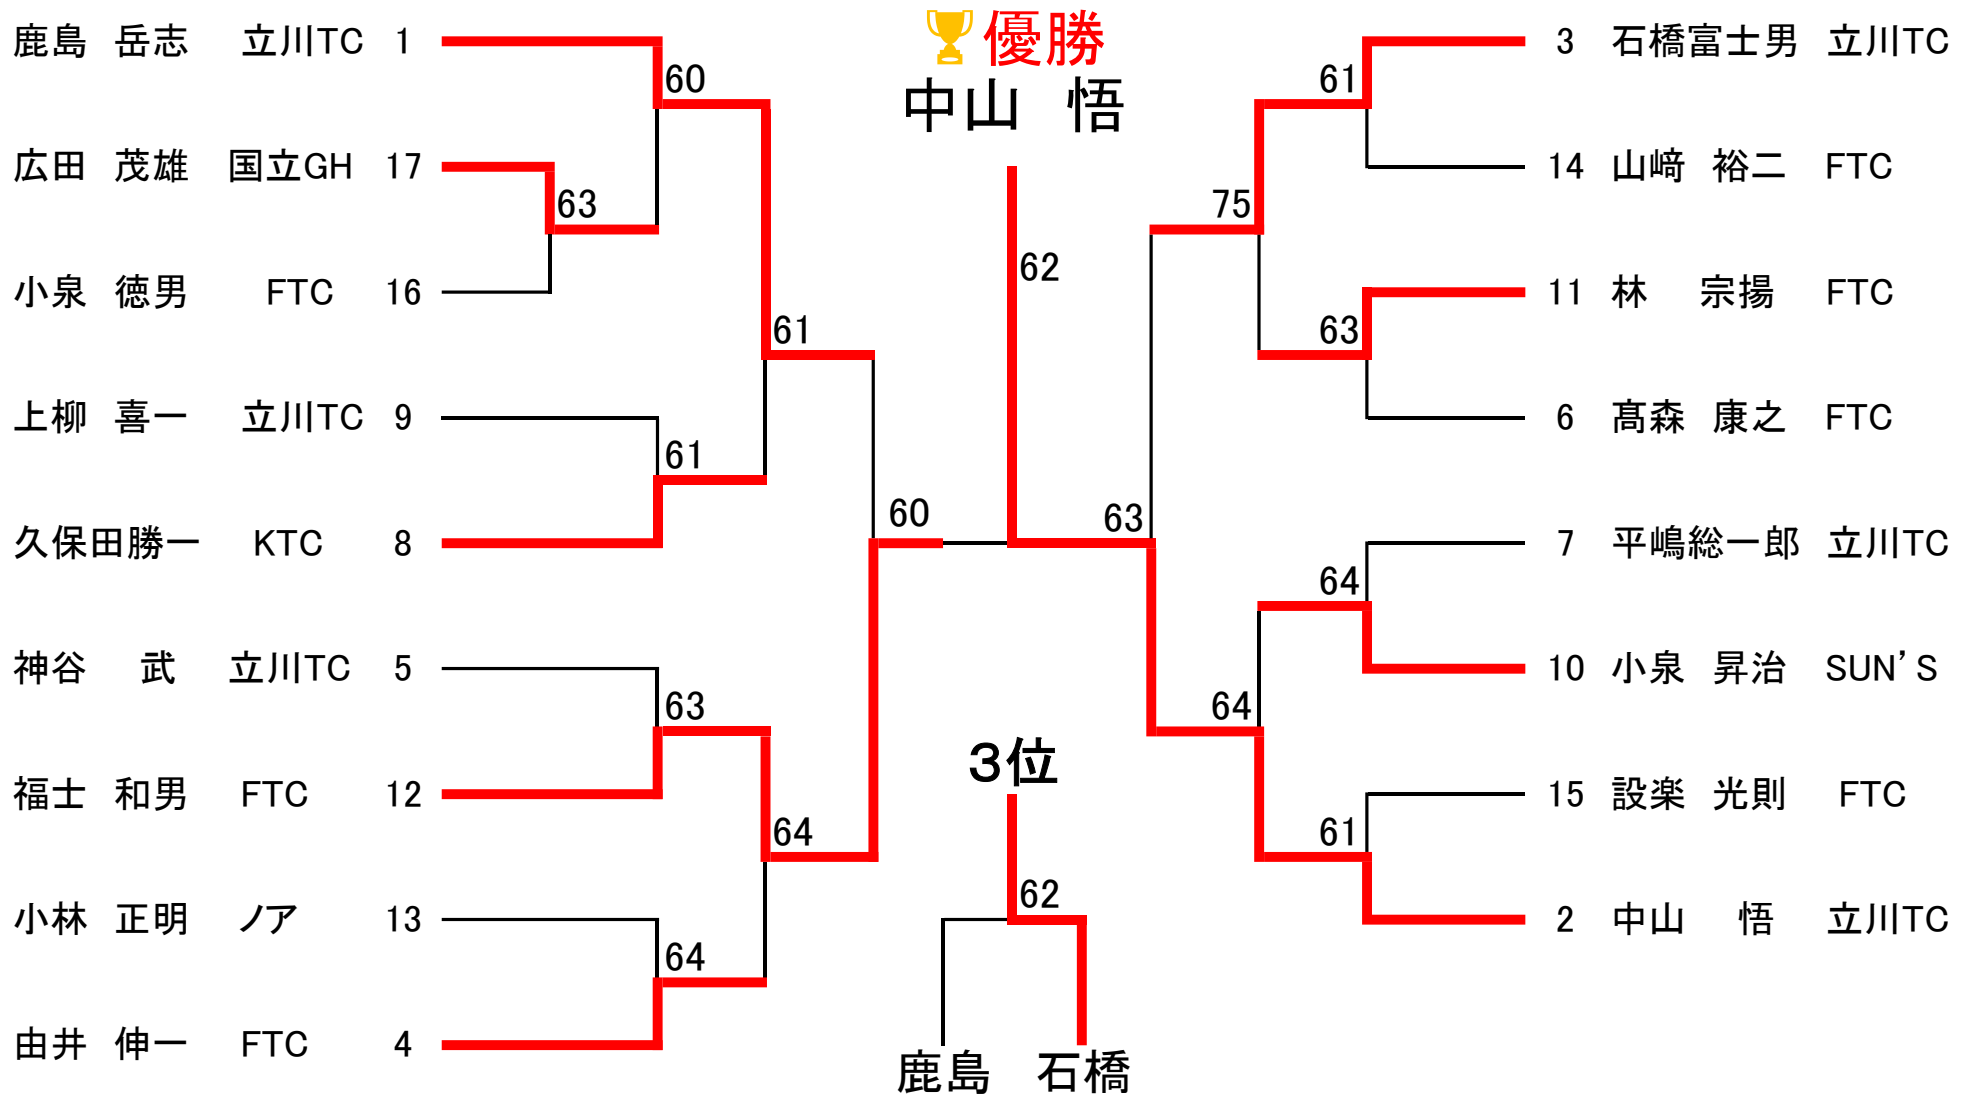 鹿島 岳志 立川TC 1
広田 茂雄 国立GH 17
小泉 徳男 FTC 16
上柳 喜一 立川TC 9
久保田勝一 KTC 8
神谷 武 立川TC 5
福士 和男 FTC 12
小林 正明 ノア 13
由井 伸一 FTC 4
60
63
61
61
63
64
64
60
優勝
中山 悟
62
63
3位
62
鹿島 石橋
61
75
63
64
64
61
3 石橋富士男 立川TC
14 山﨑 裕二 FTC
11 林 宗揚 FTC
6 髙森 康之 FTC
7 平嶋総一郎 立川TC
10 小泉 昇治 SUN'S
15 設楽 光則 FTC
2 中山 悟 立川TC